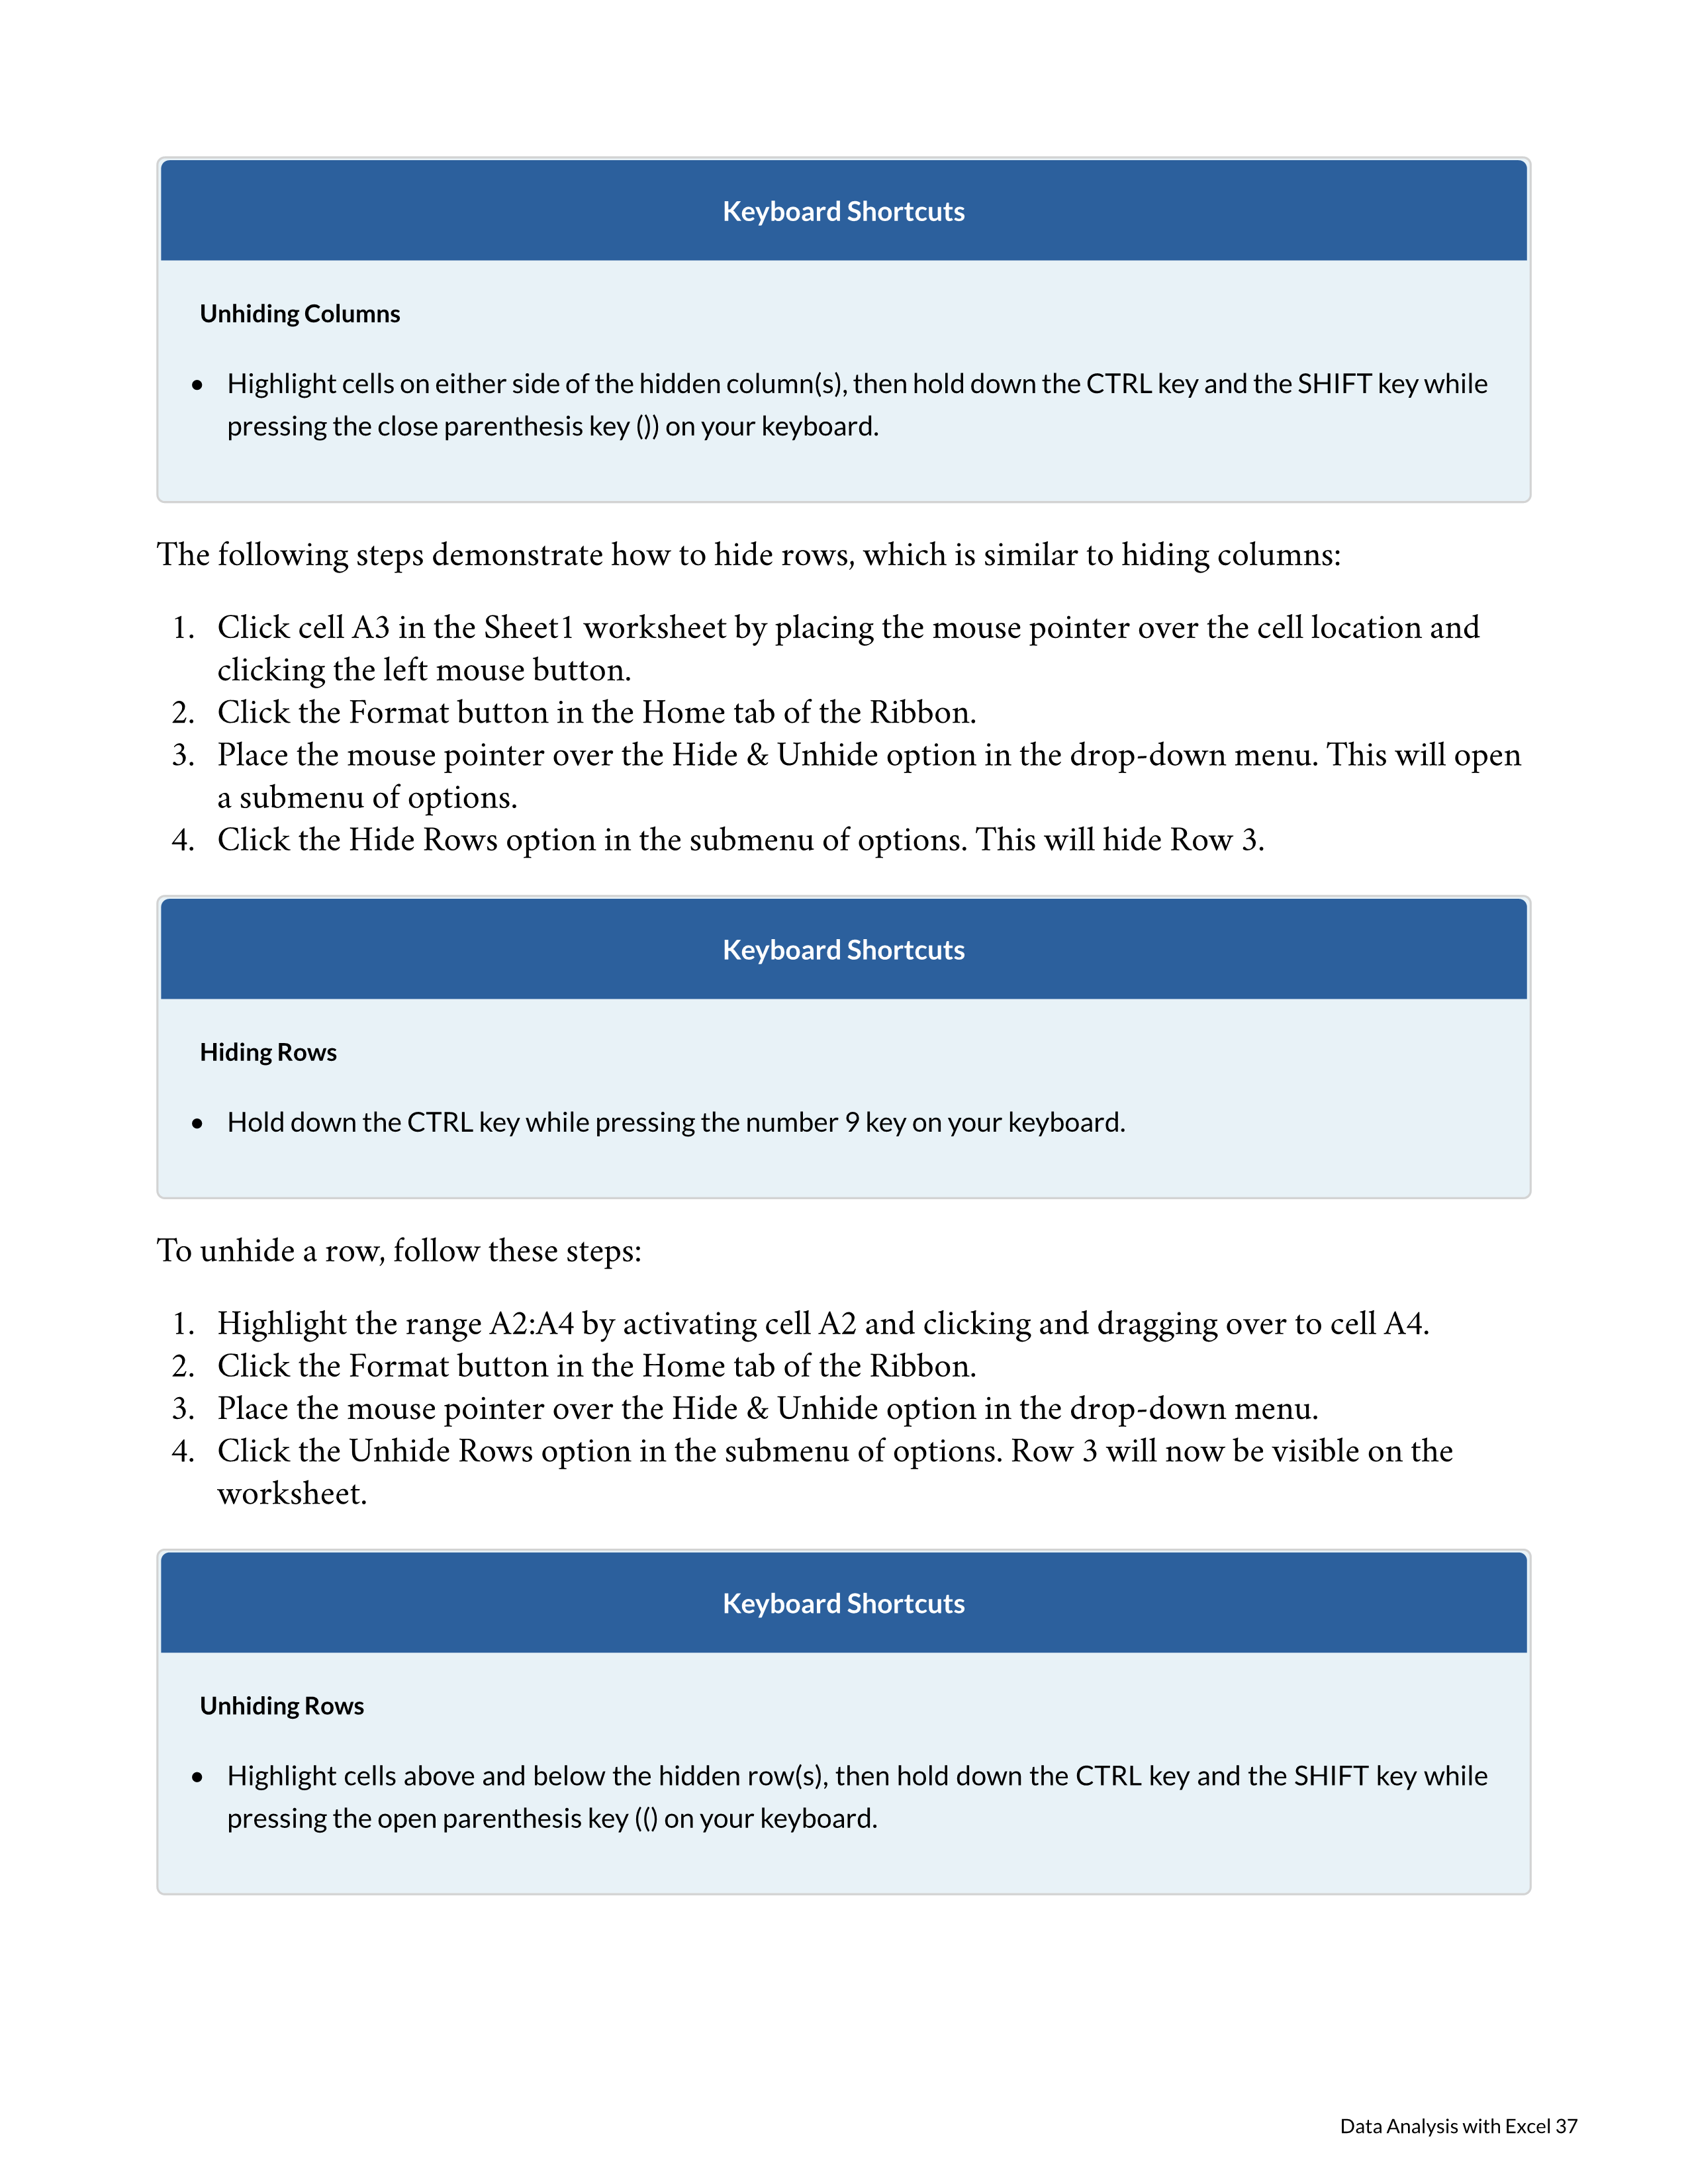 Keyboard Shortcuts
Unhiding Columns
• Highlight cells on either side of the hidden column(s), then hold down the CTRL key and the SHIFT key while
pressing the close parenthesis key ()) on your keyboard.
The following steps demonstrate how to hide rows, which is similar to hiding columns:
1. Click cell A3 in the Sheet1 worksheet by placing the mouse pointer over the cell location and
clicking the left mouse button.
2. Click the Format button in the Home tab of the Ribbon.
3. Place the mouse pointer over the Hide & Unhide option in the drop-down menu. This will open
a submenu of options.
4. Click the Hide Rows option in the submenu of options. This will hide Row 3.
Keyboard Shortcuts
Hiding Rows
• Hold down the CTRL key while pressing the number 9 key on your keyboard.
To unhide a row, follow these steps:
1. Highlight the range A2:A4 by activating cell A2 and clicking and dragging over to cell A4.
2. Click the Format button in the Home tab of the Ribbon.
3. Place the mouse pointer over the Hide & Unhide option in the drop-down menu.
4. Click the Unhide Rows option in the submenu of options. Row 3 will now be visible on the
worksheet.
Keyboard Shortcuts
Unhiding Rows
• Highlight cells above and below the hidden row(s), then hold down the CTRL key and the SHIFT key while
pressing the open parenthesis key (() on your keyboard.
Data Analysis with Excel 37